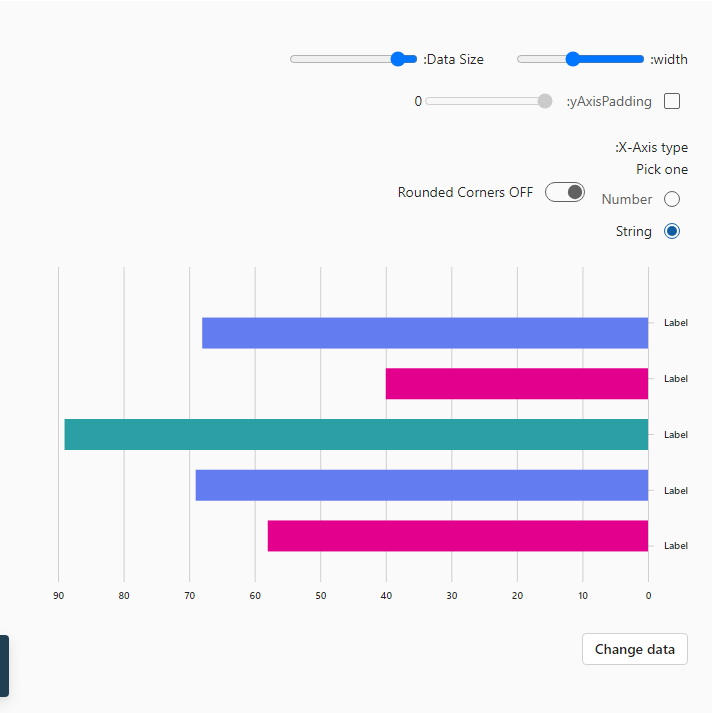 :width
:Data Size
:yAxisPadding
0
:X-Axis type
Pick one
Number
Rounded Corners OFF
String
Label
Label
Label
Label
Label
90 80 70 60 50 40 30 20 10 0
Change data